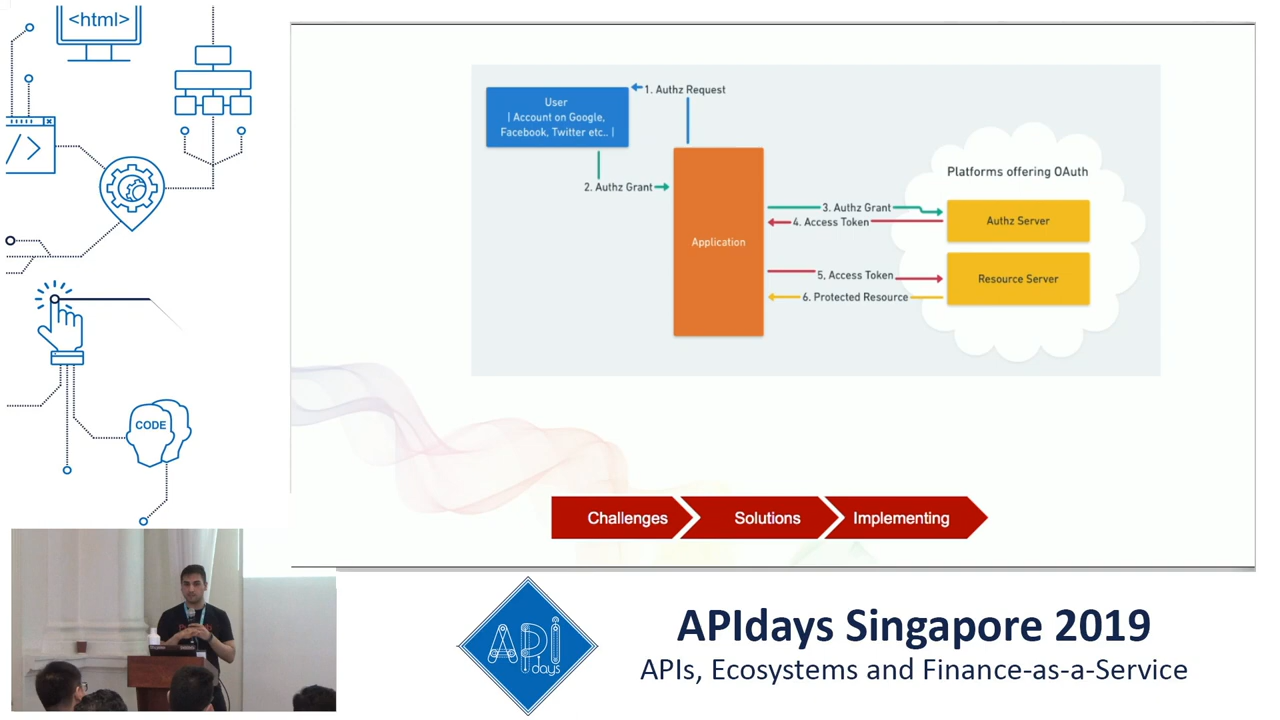 <html>
</>
CODE
1. Authz Request
User
| Account on Google,
Facebook, Twitter etc.. |
2. Authz Grant
Application
Platforms offering OAuth
3. Authz Grant
4. Access Token
Authz Server
5, Access Token
Resource Server
6. Protected Resource
Challenges
Solutions
Implementing
API
days
APIdays Singapore 2019
APIs, Ecosystems and Finance-as-a-Service